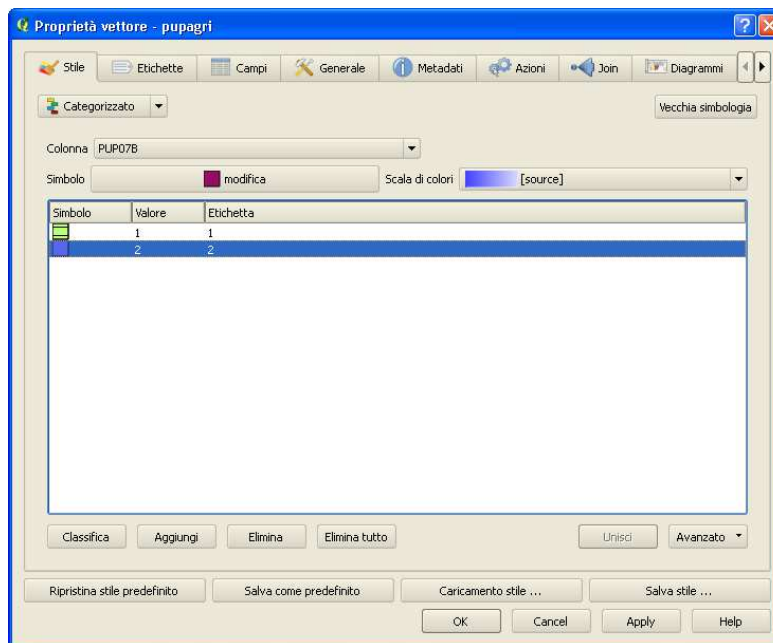 Proprietà vettore - pupagri
Stile Etichette Campi Generale Metadati Azioni Join Diagrammi
Categorizzato Vecchia simbologia
Colonna PUP07B
Simbolo modifica Scala di colori [source]
Simbolo Valore Etichetta
1 1
2 2
Classifica Aggiungi Elimina Elimina tutto Unisci Avanzato
Ripristina stile predefinito Salva come predefinito Caricamento stile ... Salva stile ...
OK Cancel Apply Help